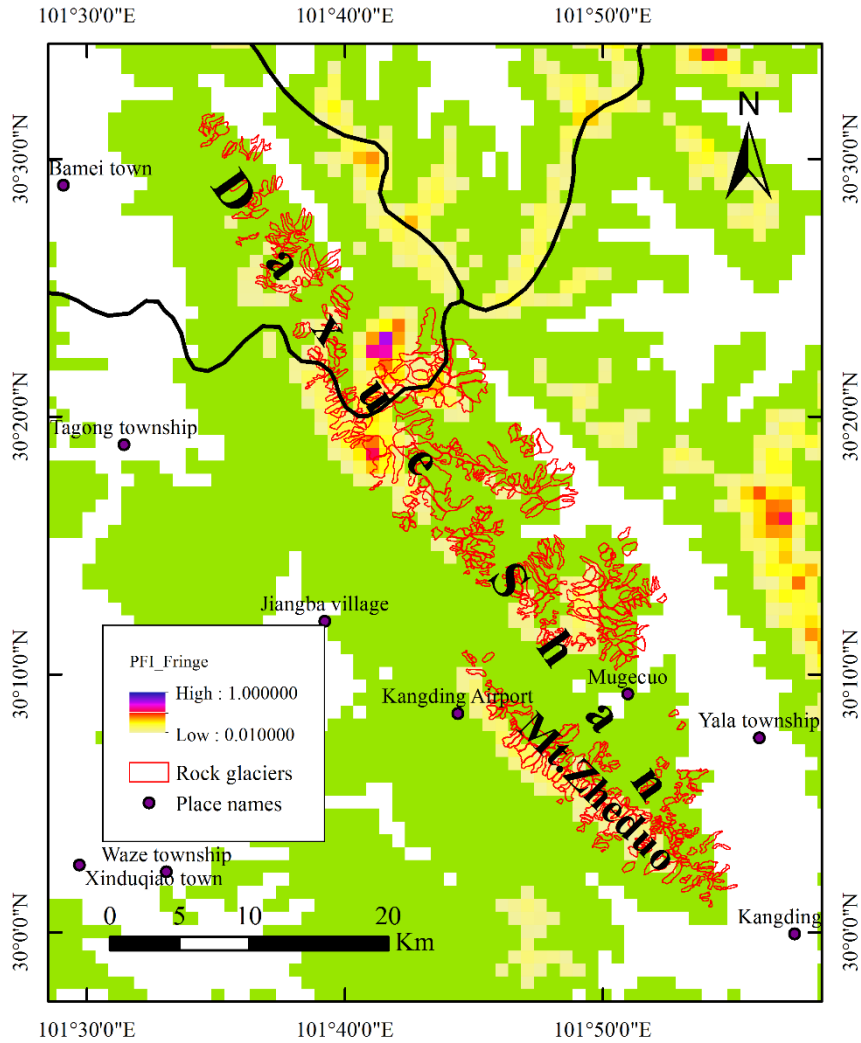 101°30'0"E 101°40'0"E 101°50'0"E
N
30°30'0"N 30°30'0"N
Bamei town
Daxue Shan
30°20'0"N 30°20'0"N
Tagong township
Jiangba village
30°10'0"N 30°10'0"N
PFI_Fringe
High : 1.000000
Low : 0.010000
Rock glaciers
Place names
Mugecuo
Kangding Airport
Yala township
Mt.Zheduo
Waze township
Xinduqiao town
Kangding
30°0'0"N 30°0'0"N
0 5 10 20
Km
101°30'0"E 101°40'0"E 101°50'0"E